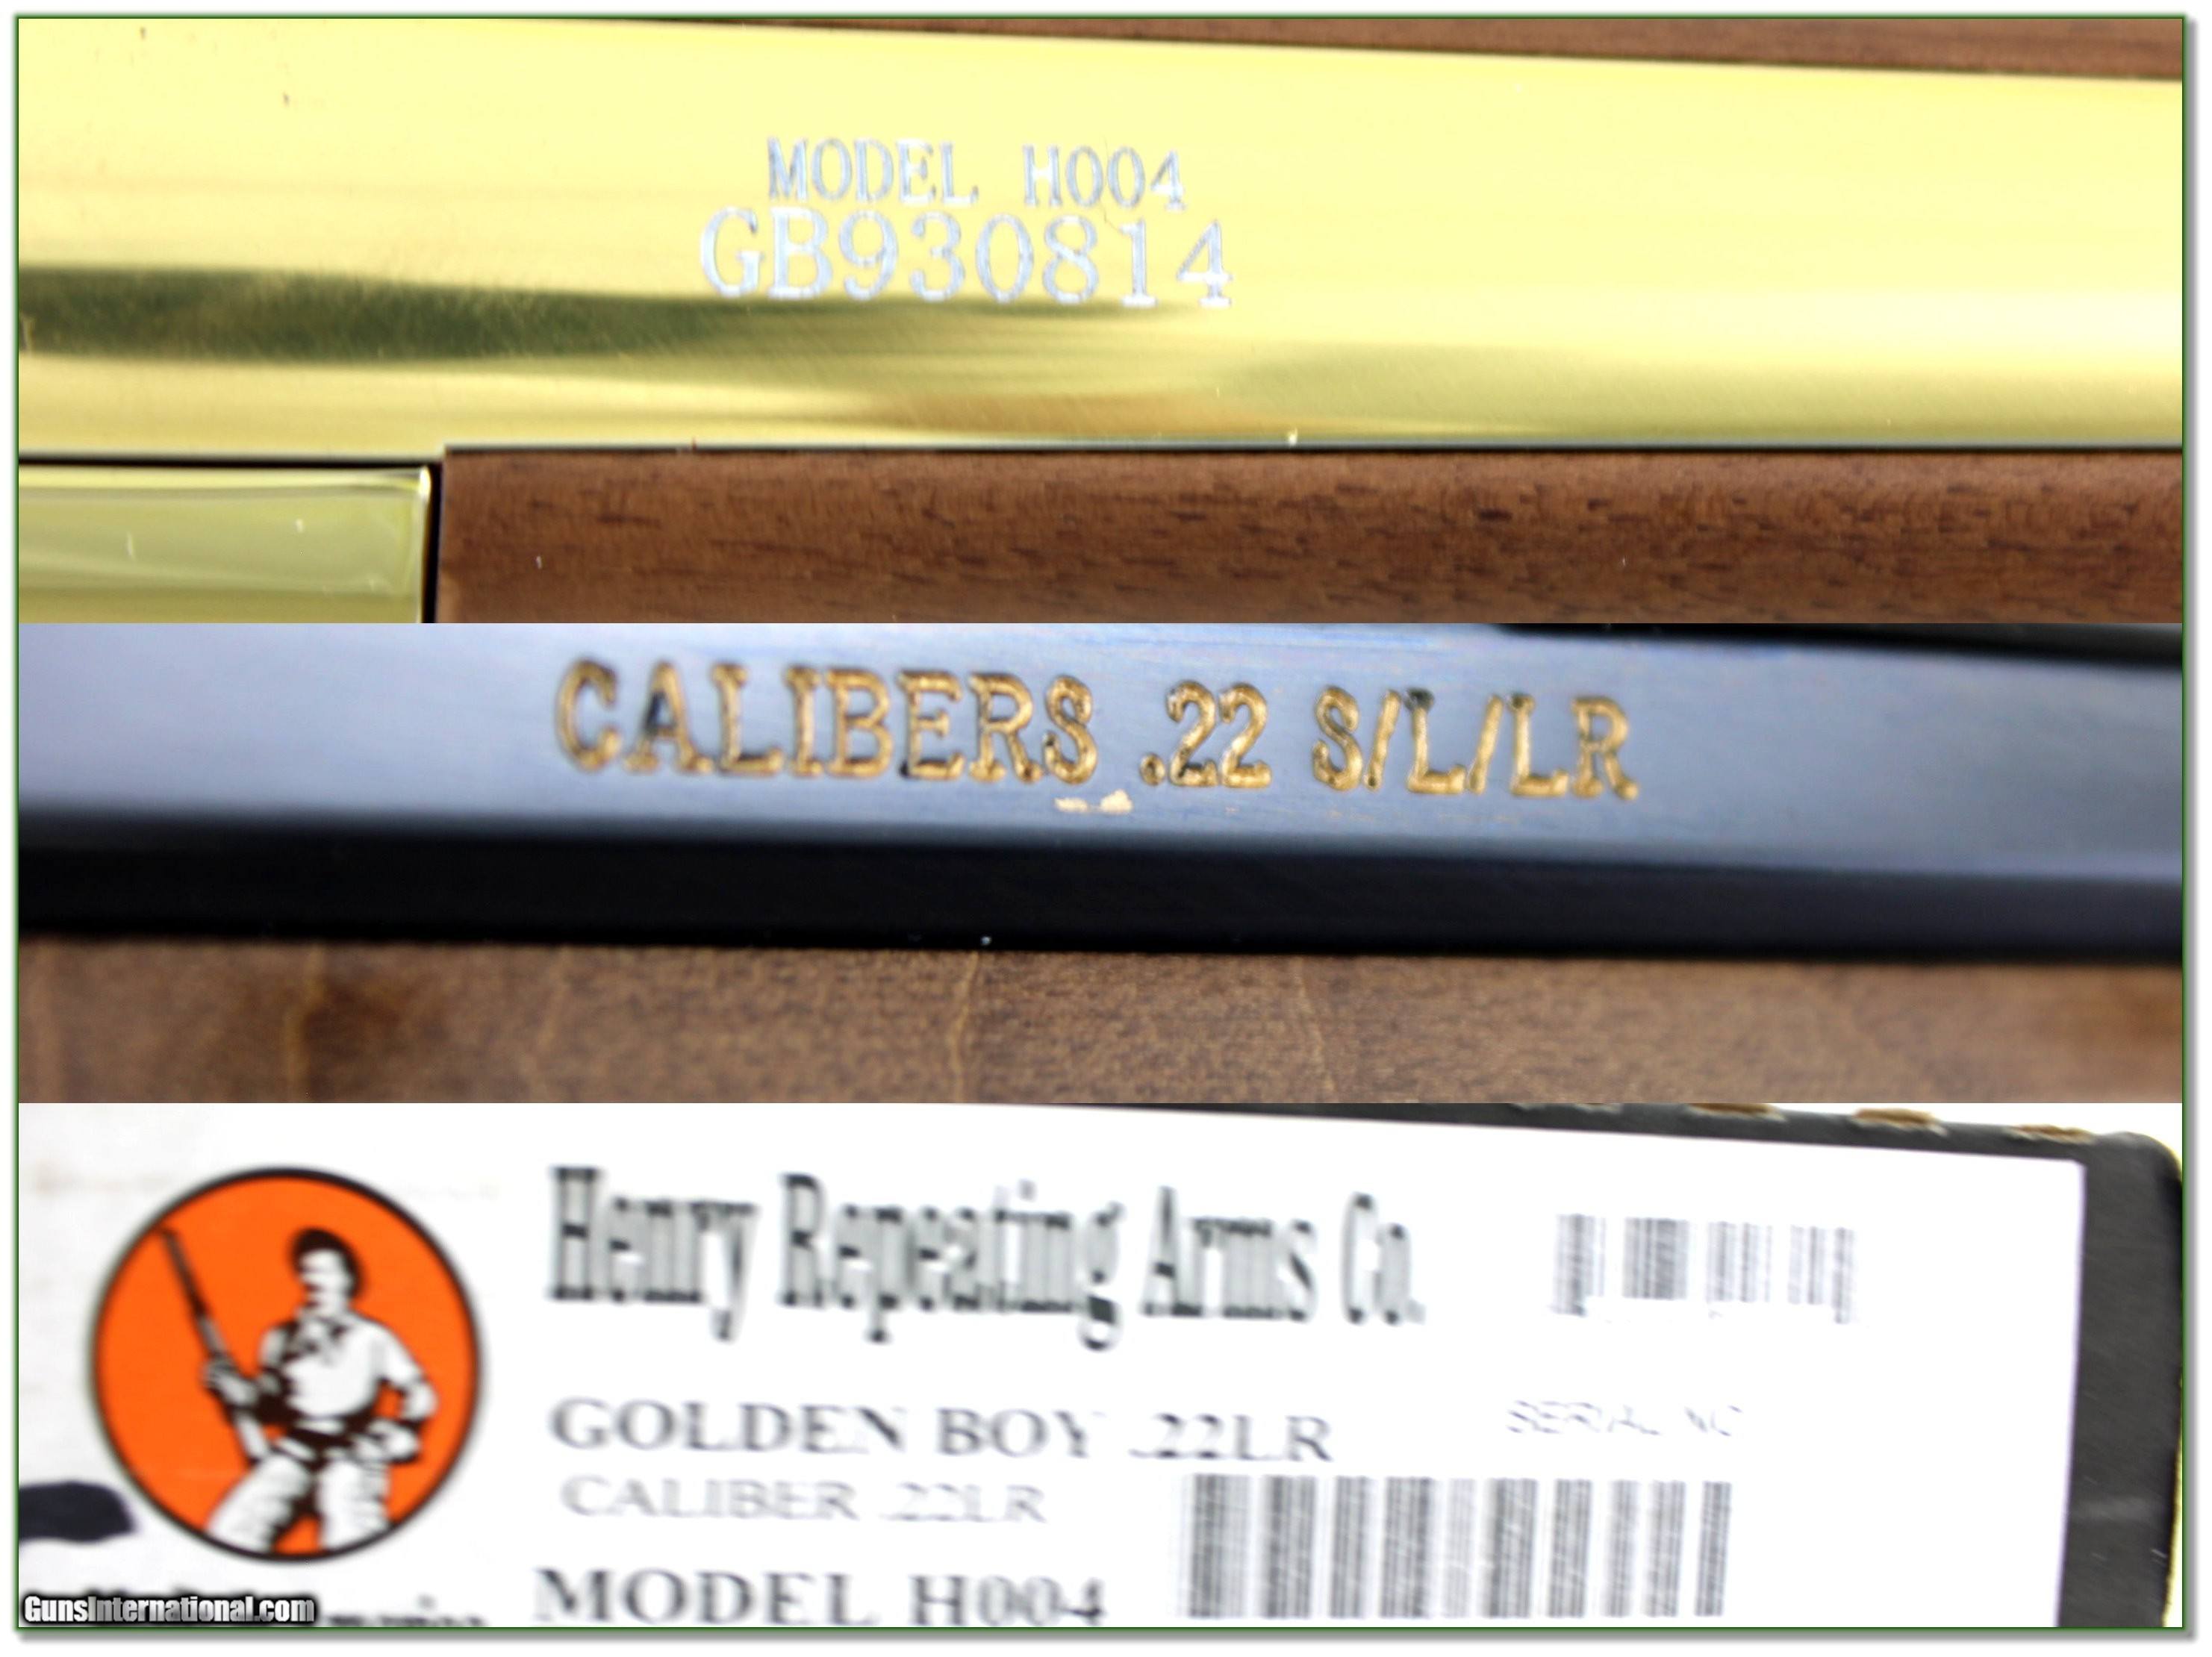 MODEL H004
GB930814
CALIBERS .22 S/L/LR
Henry Repeating Arms Co.
GOLDEN BOY .22LR
SERIAL NO
CALIBER .22LR
MODEL H004
GunsInternational.com